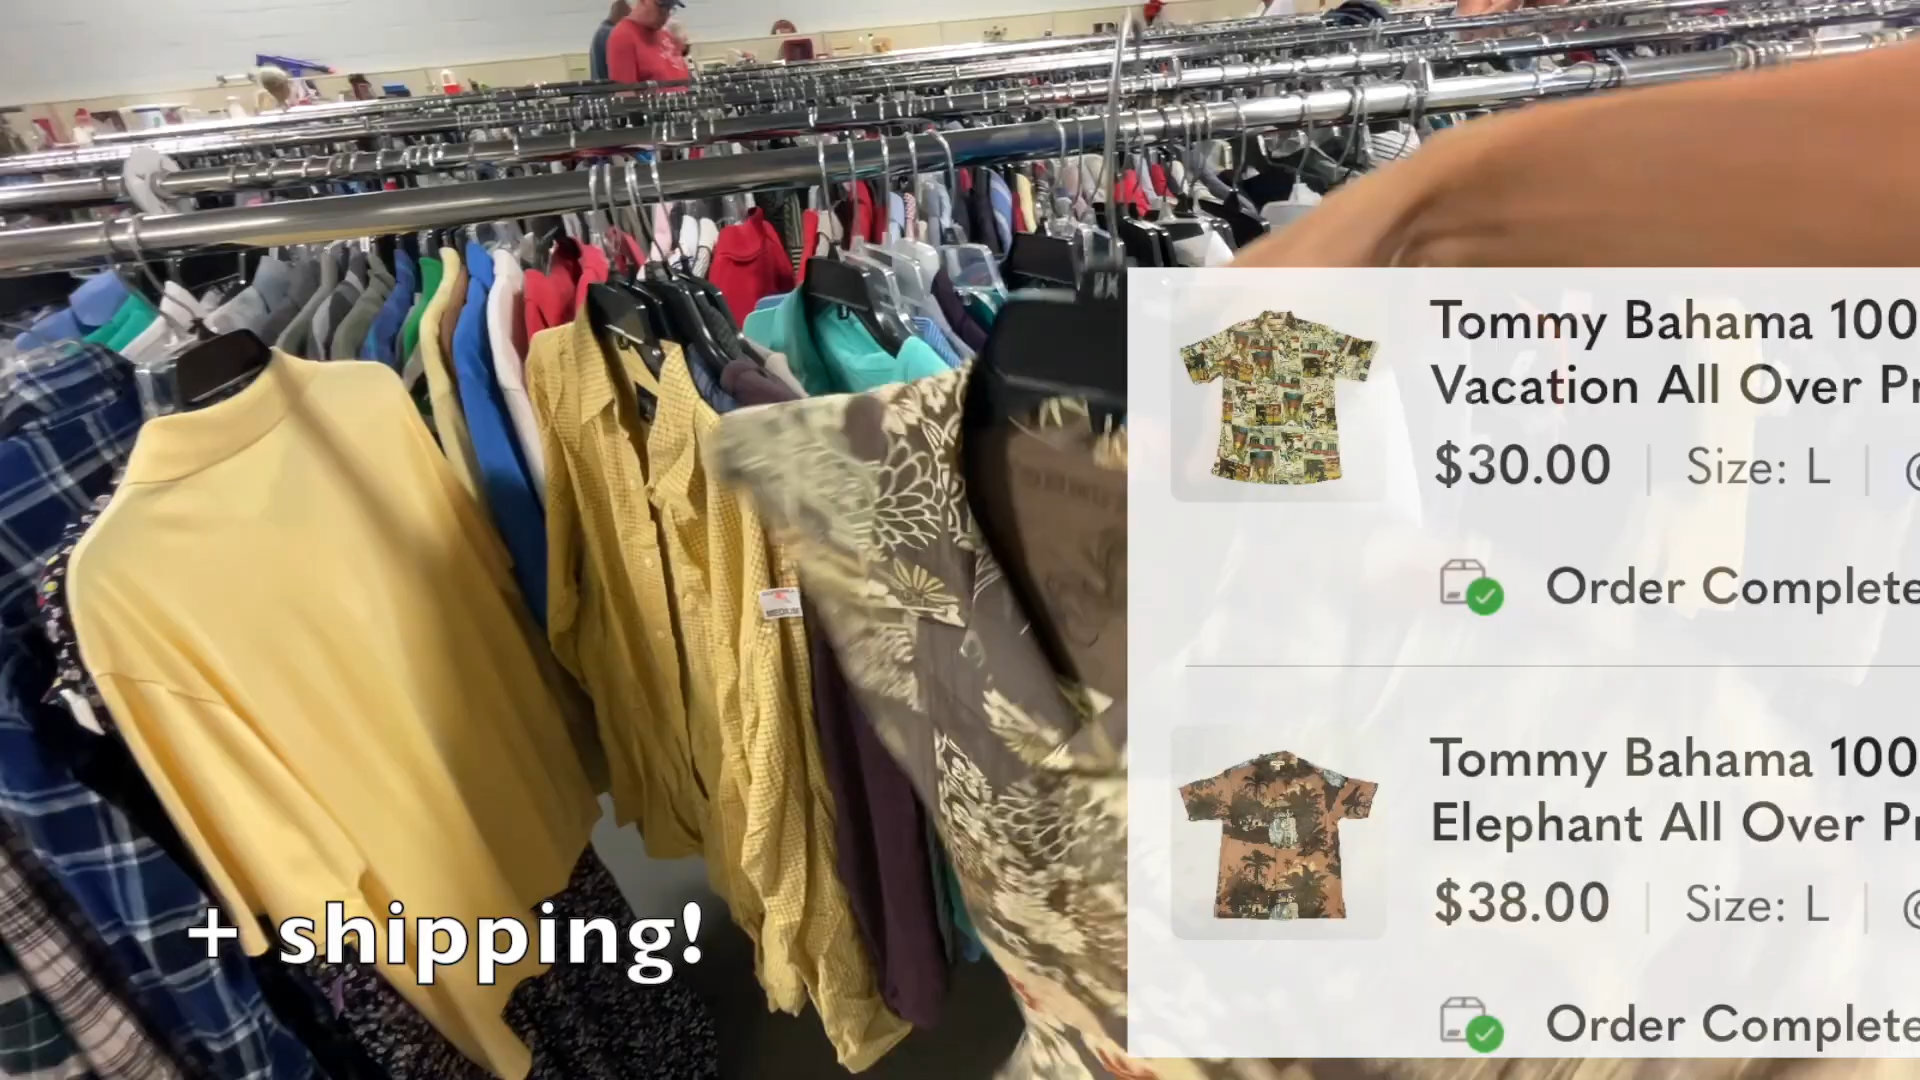 Tommy Bahama 100
Vacation All Over Pr
$30.00 | Size: L |
Order Complete
Tommy Bahama 100
Elephant All Over Pr
$38.00 | Size: L |
Order Complete
+ shipping!